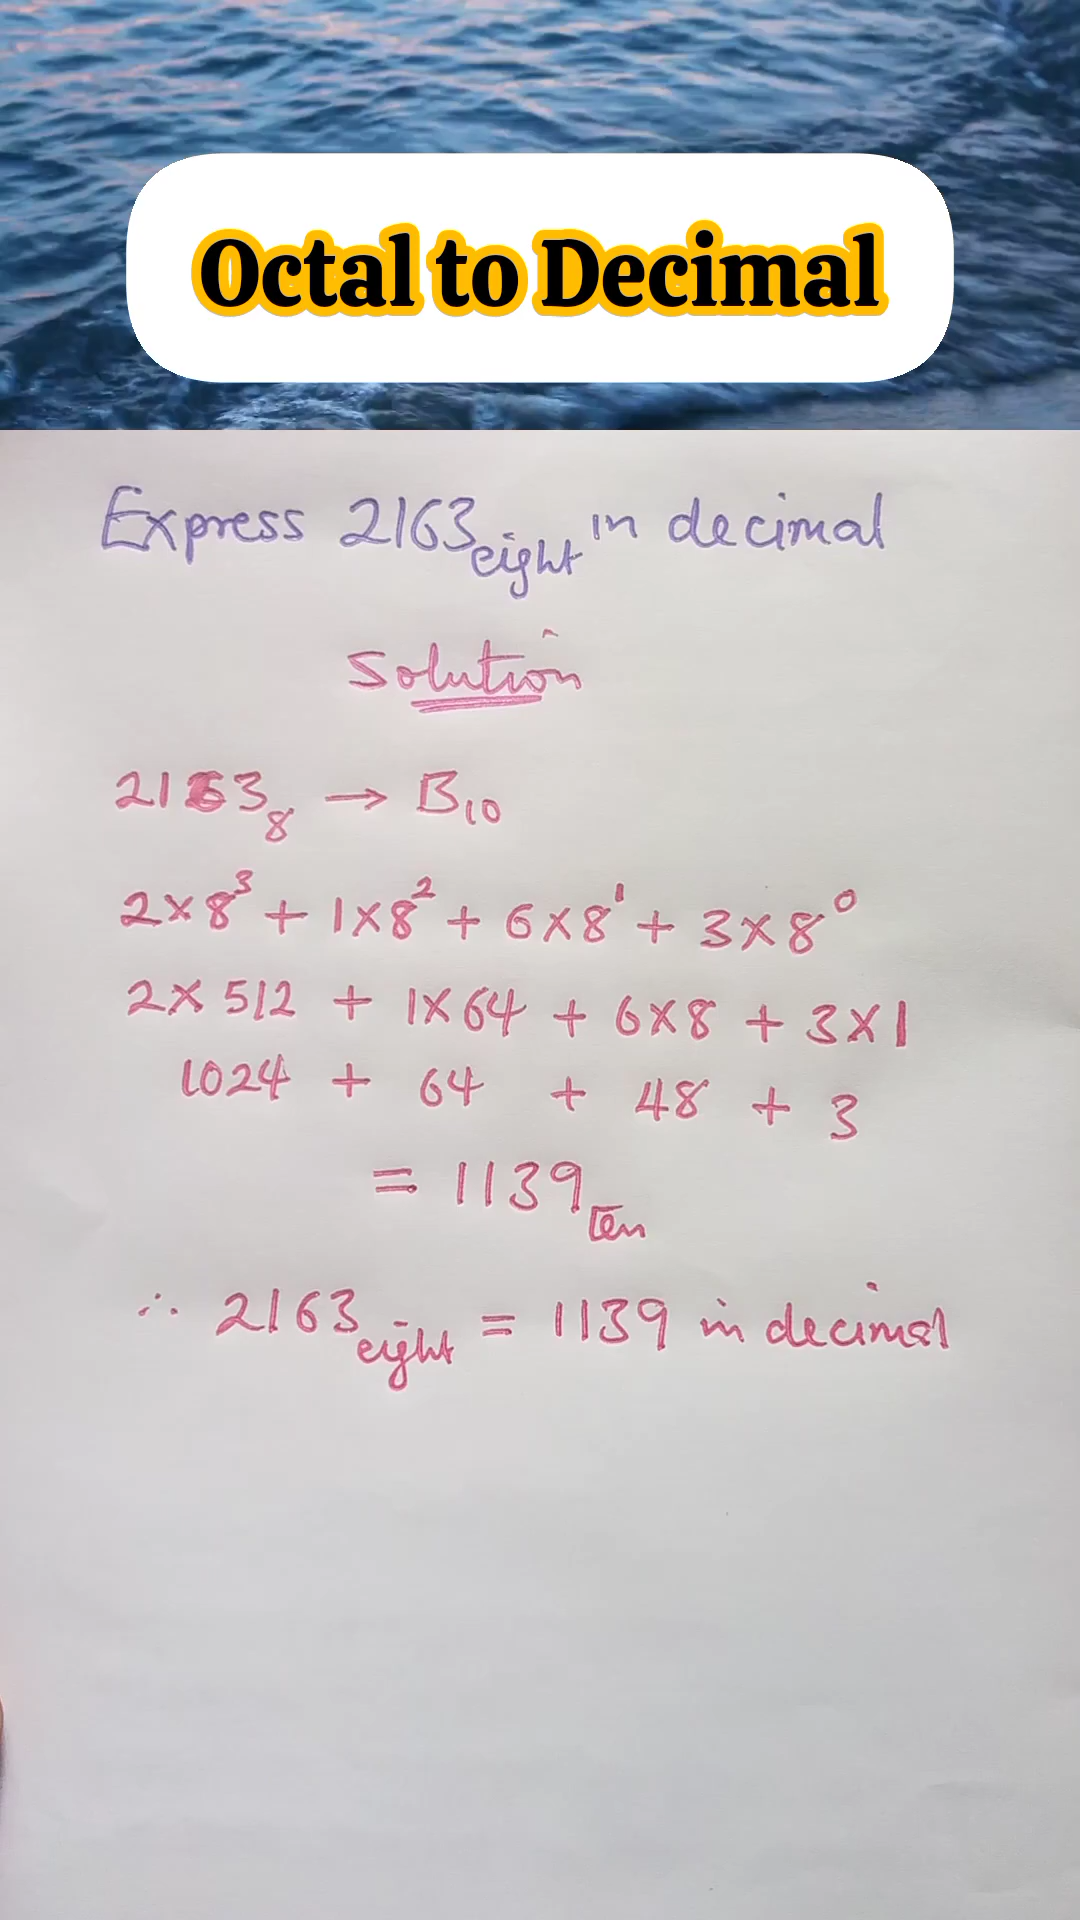 Octal to Decimal
Express 2163eight in decimal
Solution
2163₈ → B₁₀
2×8³ + 1×8² + 6×8¹ + 3×8⁰
2×512 + 1×64 + 6×8 + 3×1
1024 + 64 + 48 + 3
= 1139Ten
∴ 2163eight = 1139 in decimal